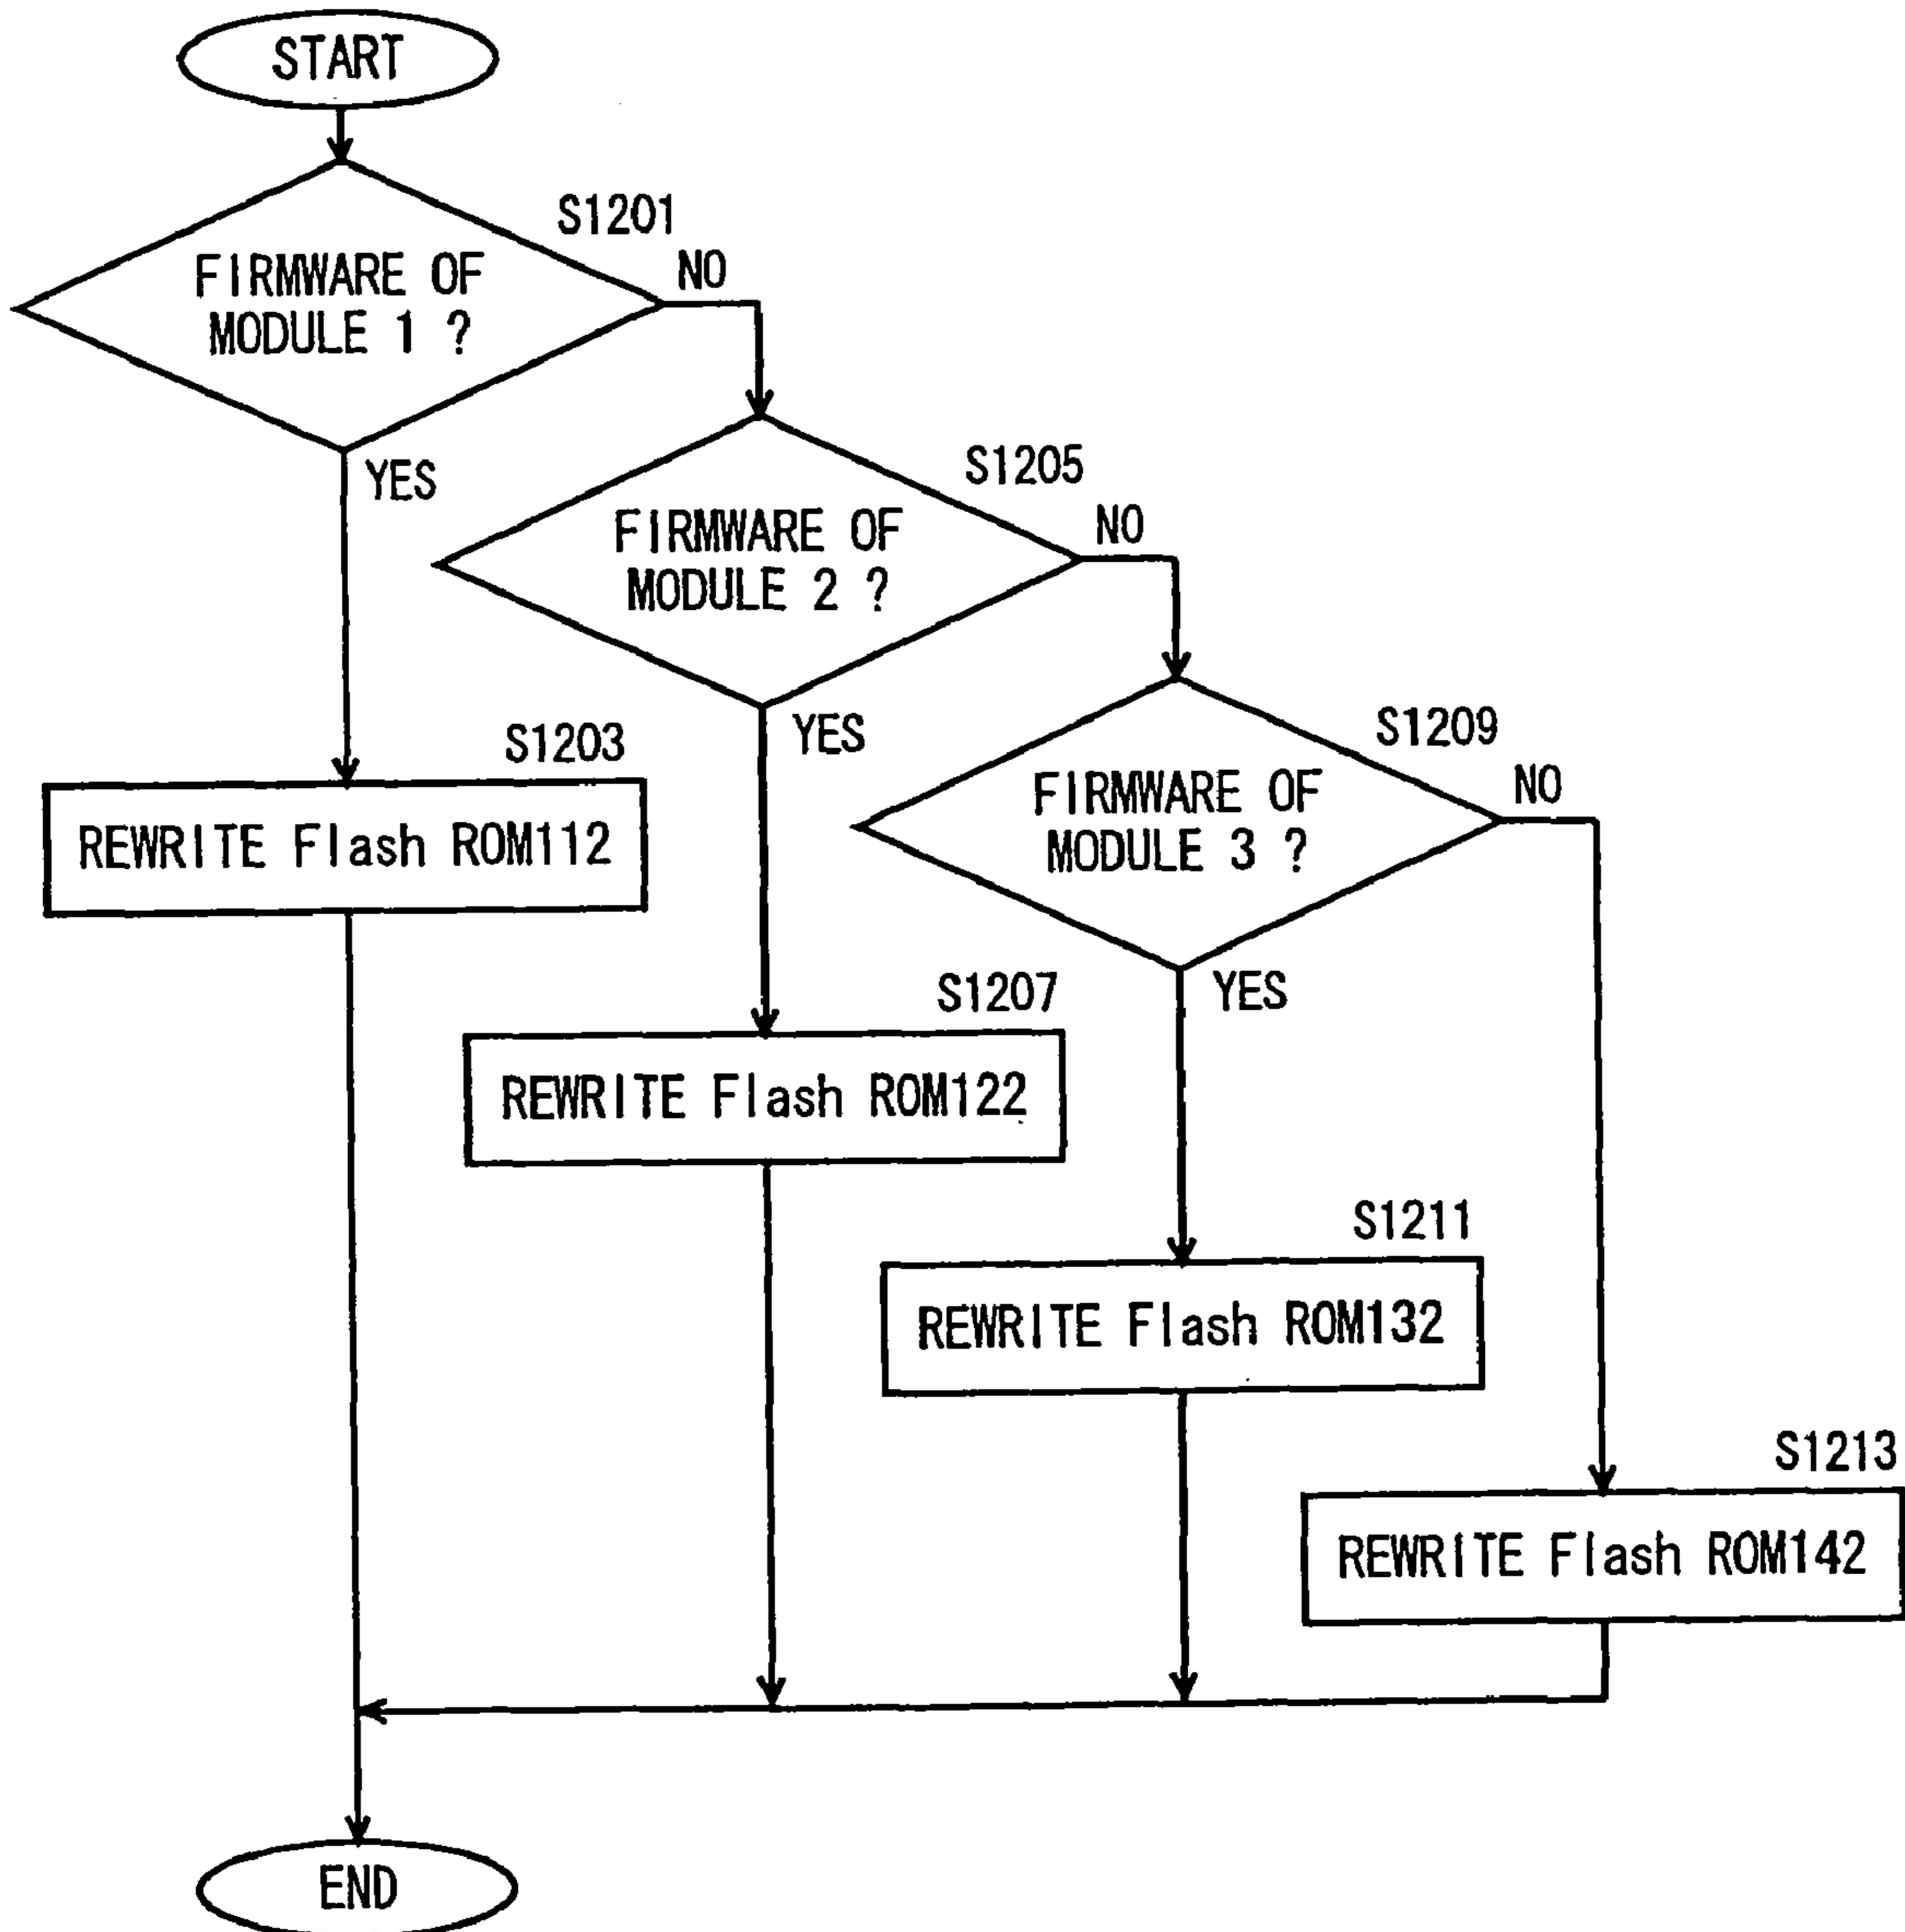 START
S1201
FIRMWARE OF
MODULE 1 ?
NO
YES
S1205
FIRMWARE OF
MODULE 2 ?
NO
YES
S1209
FIRMWARE OF
MODULE 3 ?
NO
YES
S1203
REWRITE Flash ROM112
S1207
REWRITE Flash ROM122
S1211
REWRITE Flash ROM132
S1213
REWRITE Flash ROM142
END